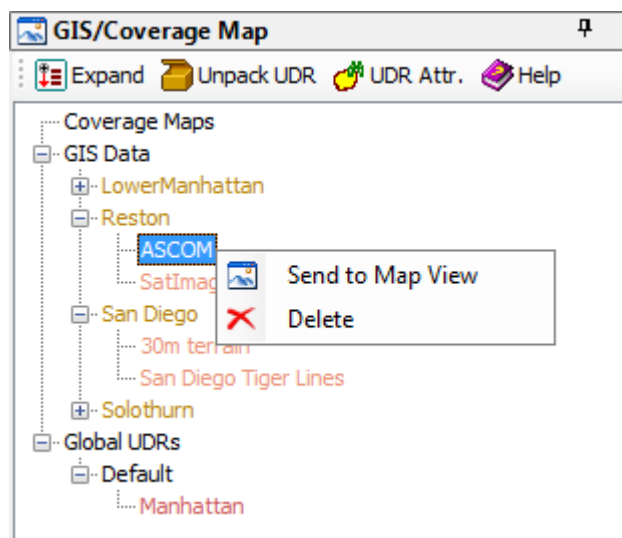 GIS/Coverage Map
Expand Unpack UDR UDR Attr. Help
Coverage Maps
GIS Data
LowerManhattan
Reston
ASCOM
Send to Map View
SatImag
San Diego
Delete
30m terrain
San Diego Tiger Lines
Solothurn
Global UDRs
Default
Manhattan